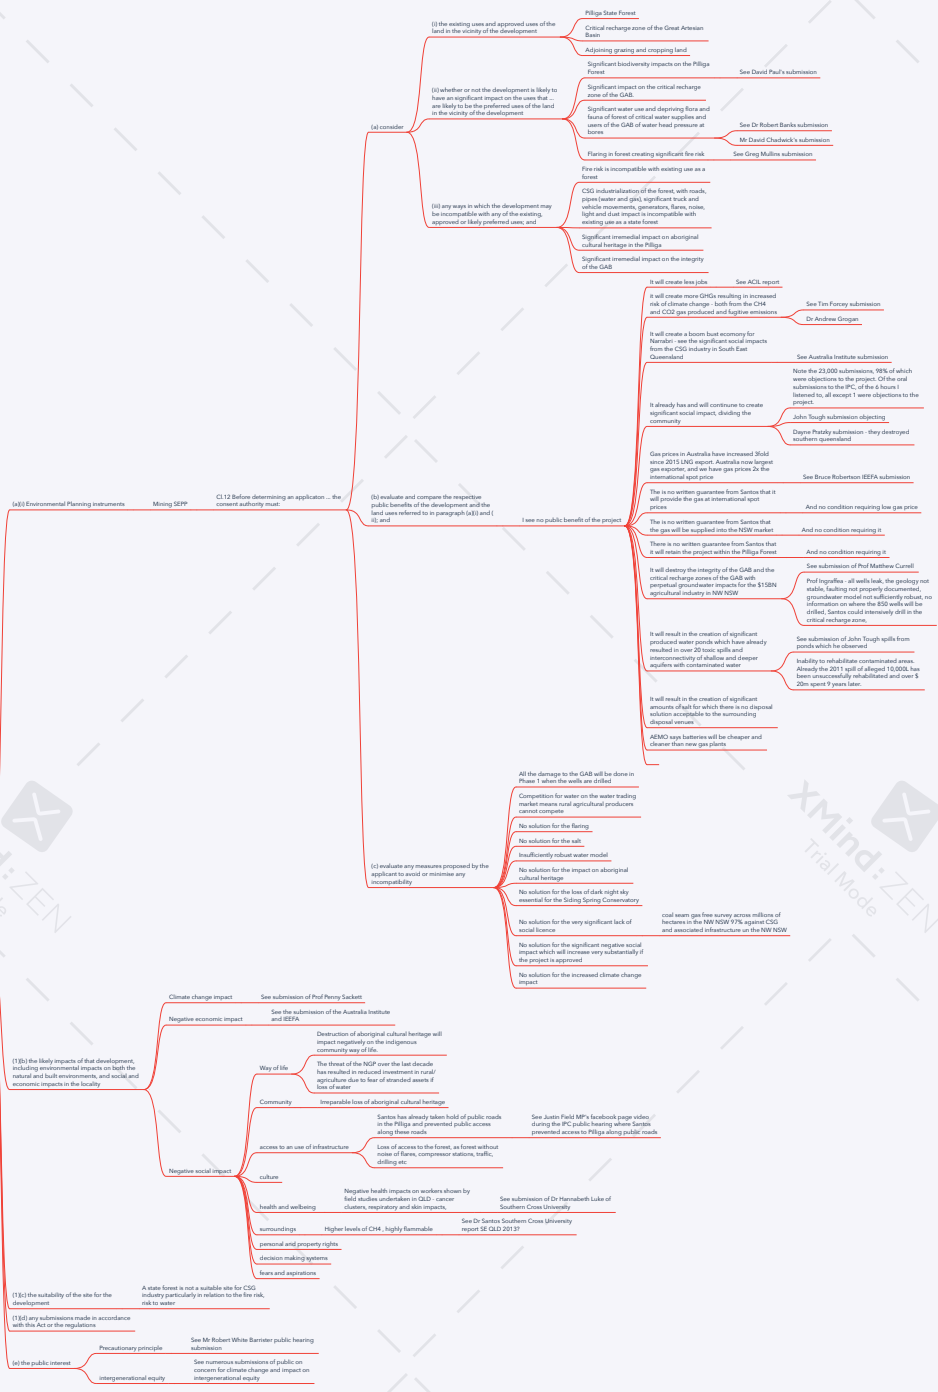 Pilliga State Forest
(i) the existing uses and approved uses of the
land in the vicinity of the development
Critical recharge zone of the Great Artesian
Basin
Adjoining grazing and cropping land
(a) consider
(ii) whether or not the development is likely to
have an significant impact on the uses that ...
are likely to be the preferred uses of the land
in the vicinity of the development
Significant biodiversity impacts on the Pilliga
Forest
See David Paul's submission
Significant impact on the critical recharge
zone of the GAB.
Significant water use and depriving flora and
fauna of forest of critical water supplies and
users of the GAB of water head pressure at
bores
See Dr Robert Banks submission
Mr David Chadwick's submission
Flaring in forest creating significant fire risk
See Greg Mullins submission
(iii) any ways in which the development may
be incompatible with any of the existing,
approved or likely preferred uses; and
Fire risk is incompatible with existing use as a
forest
CSG industrialization of the forest, with roads,
pipes (water and gas), significant truck and
vehicle movements, generators, flares, noise,
light and dust impact is incompatible with
existing use as a state forest
Significant irremedial impact on aboriginal
cultural heritage in the Pilliga
Significant irremedial impact on the integrity
of the GAB
(a)(i) Environmental Planning instruments
Mining SEPP
Cl.12 Before determining an applicaton ... the
consent authority must:
(b) evaluate and compare the respective
public benefits of the development and the
land uses referred to in paragraph (a)(i) and (
ii); and
I see no public benefit of the project
It will create less jobs
See ACIL report
it will create more GHGs resulting in increased
risk of climate change - both from the CH4
and CO2 gas produced and fugitive emissions
See Tim Forcey submission
Dr Andrew Grogan
It will create a boom bust economy for
Narrabri - see the significant social impacts
from the CSG industry in South East
Queensland
See Australia Institute submission
It already has and will continune to create
significant social impact, dividing the
community
Note the 23,000 submissions, 98% of which
were objections to the project. Of the oral
submissions to the IPC, of the 6 hours I
listened to, all except 1 were objections to the
project.
John Tough submission objecting
Dayne Pratzky submission - they destroyed
southern queensland
Gas prices in Australia have increased 3fold
since 2015 LNG export. Australia now largest
gas exporter, and we have gas prices 2x the
international spot price
See Bruce Robertson IEEFA submission
The is no written guarantee from Santos that it
will provide the gas at international spot
prices
And no condition requiring low gas price
The is no written guarantee from Santos that
the gas will be supplied into the NSW market
And no condition requiring it
There is no written guarantee from Santos that
it will retain the project within the Pilliga Forest
And no condition requiring it
It will destroy the integrity of the GAB and the
critical recharge zones of the GAB with
perpetual groundwater impacts for the $15BN
agricultural industry in NW NSW
See submission of Prof Matthew Currell
Prof Ingraffea - all wells leak, the geology not
stable, faulting not properly documented,
groundwater model not sufficiently robust, no
information on where the 850 wells will be
drilled, Santos could intensively drill in the
critical recharge zone,
It will result in the creation of significant
produced water ponds which have already
resulted in over 20 toxic spills and
interconnectivity of shallow and deeper
aquifers with contaminated water
See submission of John Tough spills from
ponds which he observed
Inability to rehabilitate contaminated areas.
Already the 2011 spill of alleged 10,000L has
been unsuccessfully rehabilitated and over $
20m spent 9 years later.
It will result in the creation of significant
amounts of salt for which there is no disposal
solution acceptable to the surrounding
disposal venues
AEMO says batteries will be cheaper and
cleaner than new gas plants
(c) evaluate any measures proposed by the
applicant to avoid or minimise any
incompatibility
All the damage to the GAB will be done in
Phase 1 when the wells are drilled
Competition for water on the water trading
market means rural agricultural producers
cannot compete
No solution for the flaring
No solution for the salt
Insufficiently robust water model
No solution for the impact on aboriginal
cultural heritage
No solution for the loss of dark night sky
essential for the Siding Spring Conservatory
No solution for the very significant lack of
social licence
coal seam gas free survey across millions of
hectares in the NW NSW 97% against CSG
and associated infrastructure un the NW NSW
No solution for the significant negative social
impact which will increase very substantially if
the project is approved
No solution for the increased climate change
impact
XMind:ZEN
Trial Mode
(1)(b) the likely impacts of that development,
including environmental impacts on both the
natural and built environments, and social and
economic impacts in the locality
Climate change impact
See submission of Prof Penny Sackett
Negative economic impact
See the submission of the Australia Institute
and IEEFA
Negative social impact
Way of life
Destruction of aboriginal cultural heritage will
impact negatively on the indigenous
community way of life.
The threat of the NGP over the last decade
has resulted in reduced investment in rural/
agriculture due to fear of stranded assets if
loss of water
Community
Irreparable loss of aboriginal cultural heritage
access to an use of infrastructure
Santos has already taken hold of public roads
in the Pilliga and prevented public access
along these roads
See Justin Field MP's facebook page video
during the IPC public hearing where Santos
prevented access to Pilliga along public roads
Loss of access to the forest, as forest without
noise of flares, compressor stations, traffic,
drilling etc
culture
health and wellbeing
Negative health impacts on workers shown by
field studies undertaken in QLD - cancer
clusters, respiratory and skin impacts,
See submission of Dr Hannabeth Luke of
Southern Cross University
surroundings
Higher levels of CH4 , highly flammable
See Dr Santos Southern Cross University
report SE QLD 2013?
personal and property rights
decision making systems
fears and aspirations
(1)(c) the suitability of the site for the
development
A state forest is not a suitable site for CSG
industry particularly in relation to the fire risk,
risk to water
(1)(d) any submissions made in accordance
with this Act or the regulations
(e) the public interest
Precautionary principle
See Mr Robert White Barrister public hearing
submission
intergenerational equity
See numerous submissions of public on
concern for climate change and impact on
intergenerational equity